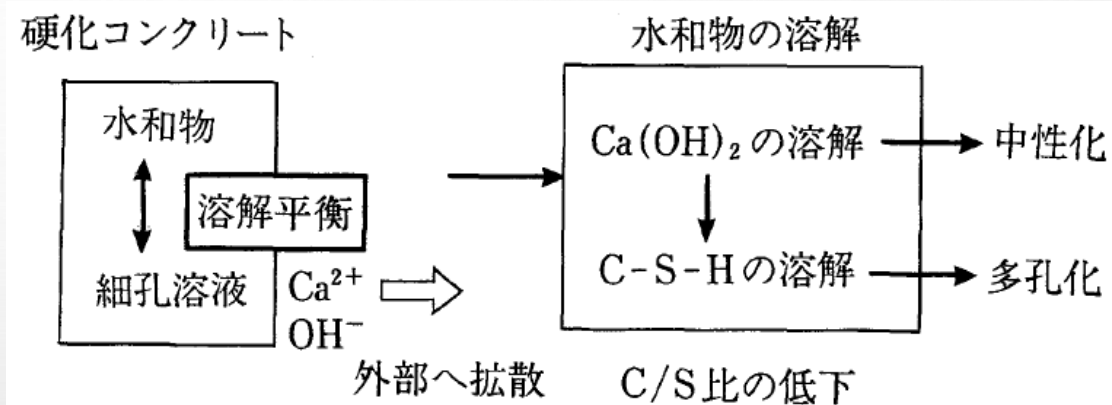 硬化コンクリート
水和物
溶解平衡
細孔溶液
Ca²⁺
OH⁻
外部へ拡散
水和物の溶解
Ca(OH)₂の溶解
中性化
C-S-Hの溶解
多孔化
C/S比の低下